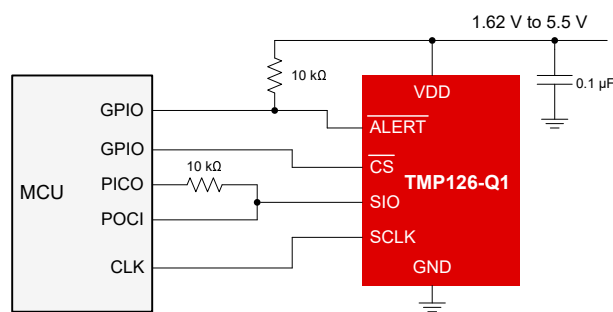 1.62 V to 5.5 V
10 kΩ
0.1 µF
VDD
GPIO
ALERT
GPIO
CS
10 kΩ
PICO
TMP126-Q1
MCU
SIO
POCI
SCLK
CLK
GND